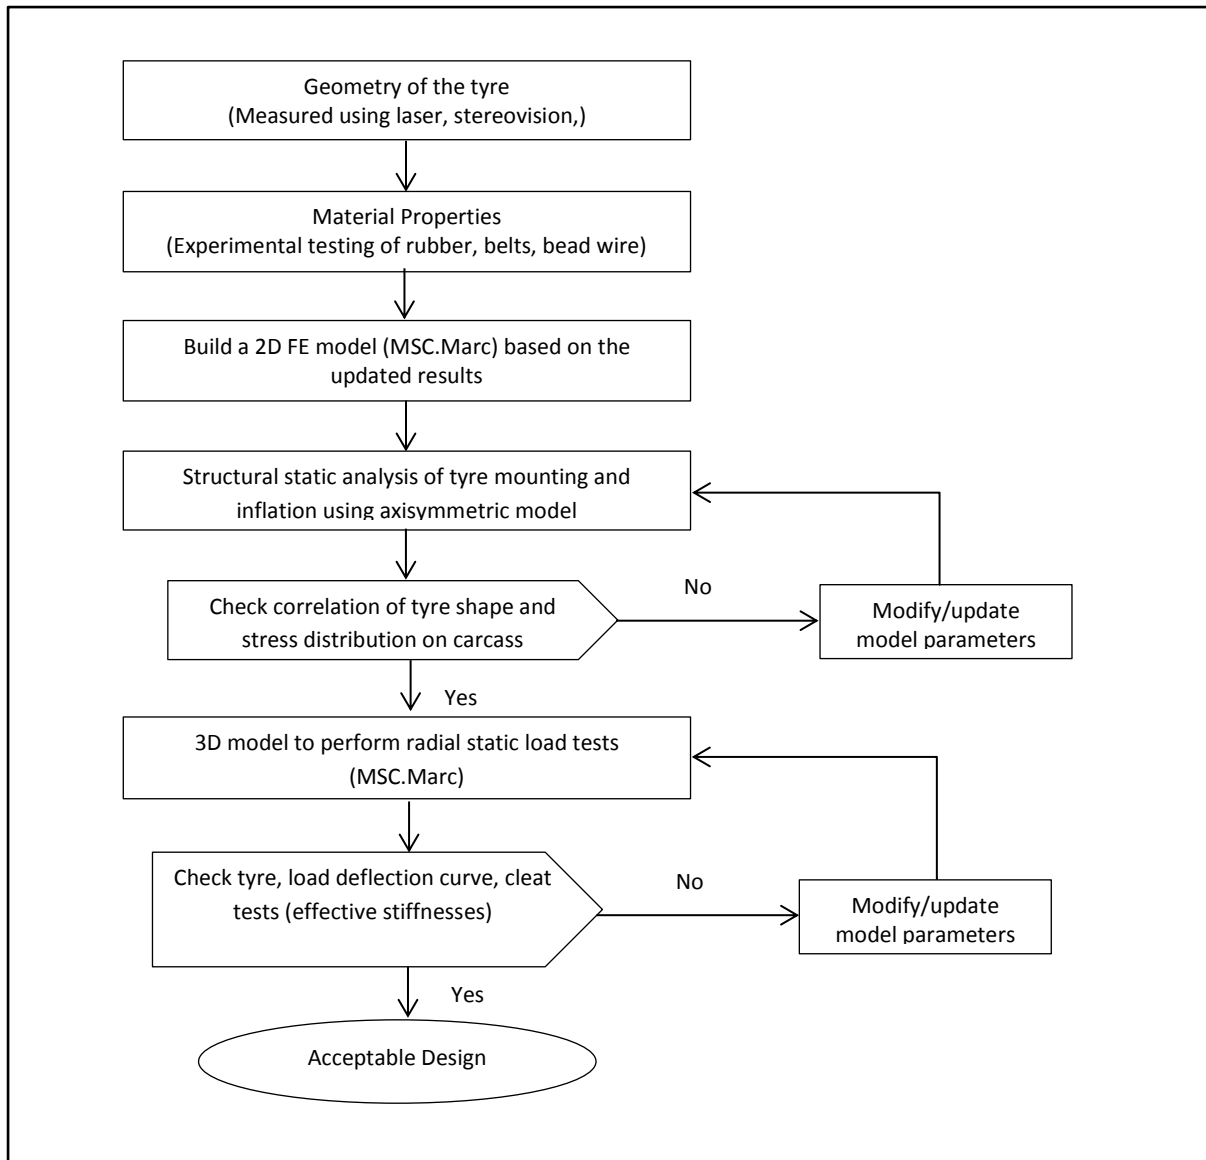 Geometry of the tyre
(Measured using laser, stereovision,)
Material Properties
(Experimental testing of rubber, belts, bead wire)
Build a 2D FE model (MSC.Marc) based on the
updated results
Structural static analysis of tyre mounting and
inflation using axisymmetric model
No
Check correlation of tyre shape and
stress distribution on carcass
Modify/update
model parameters
Yes
3D model to perform radial static load tests
(MSC.Marc)
Check tyre, load deflection curve, cleat
tests (effective stiffnesses)
No
Modify/update
model parameters
Yes
Acceptable Design